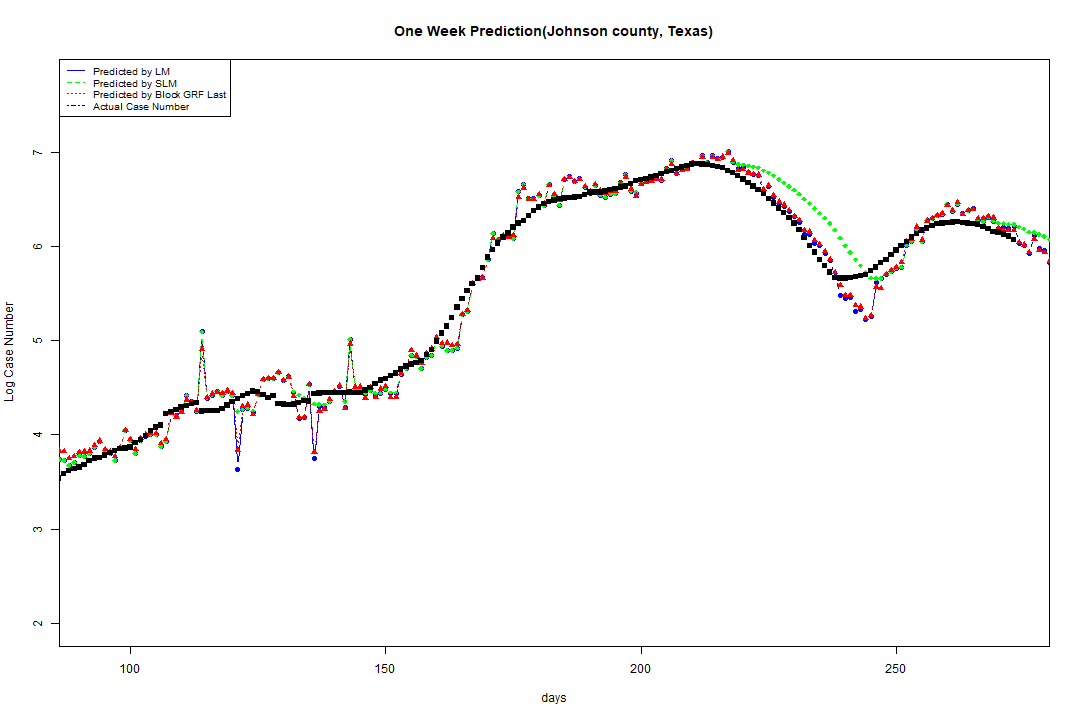 One Week Prediction(Johnson county, Texas)
Predicted by LM
Predicted by SLM
Predicted by Block GRF Last
Actual Case Number
Log Case Number
7
6
5
4
3
2
100 150 200 250
days